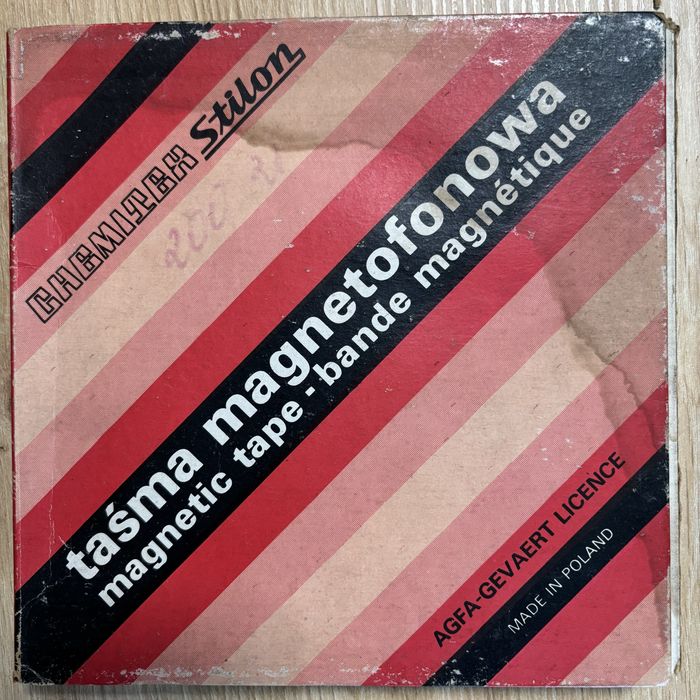 CHEMITEX Stilon
taśma magnetofonowa
magnetic tape - bande magnétique
AGFA-GEVAERT LICENCE
MADE IN POLAND